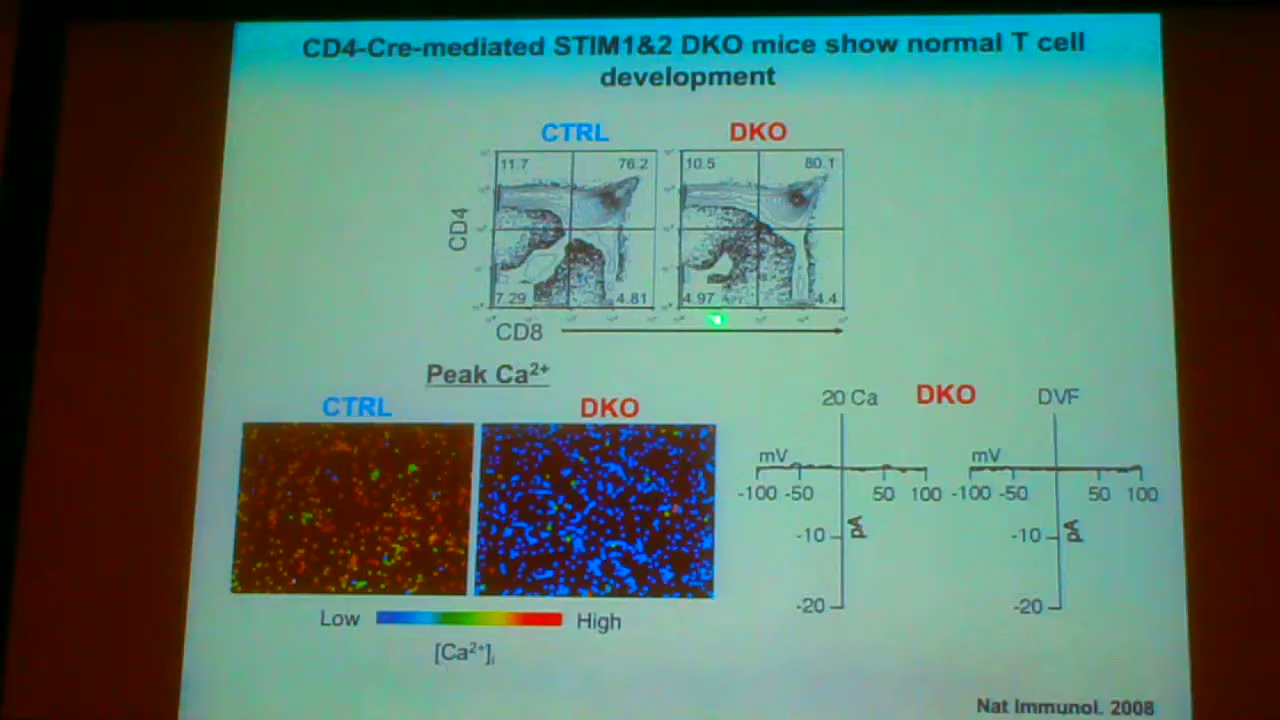 CD4-Cre-mediated STIM1&2 DKO mice show normal T cell
development
CTRL
DKO
11.7
76.2
10.5
80.1
CD4
7.29
4.81
4.97
4.4
CD8
Peak Ca²⁺
CTRL
DKO
Low
High
[Ca²⁺]ᵢ
20 Ca
DKO
DVF
mV
mV
-100 -50
50
100
-100 -50
50
100
-10
pA
-10
pA
-20
-20
Nat Immunol. 2008